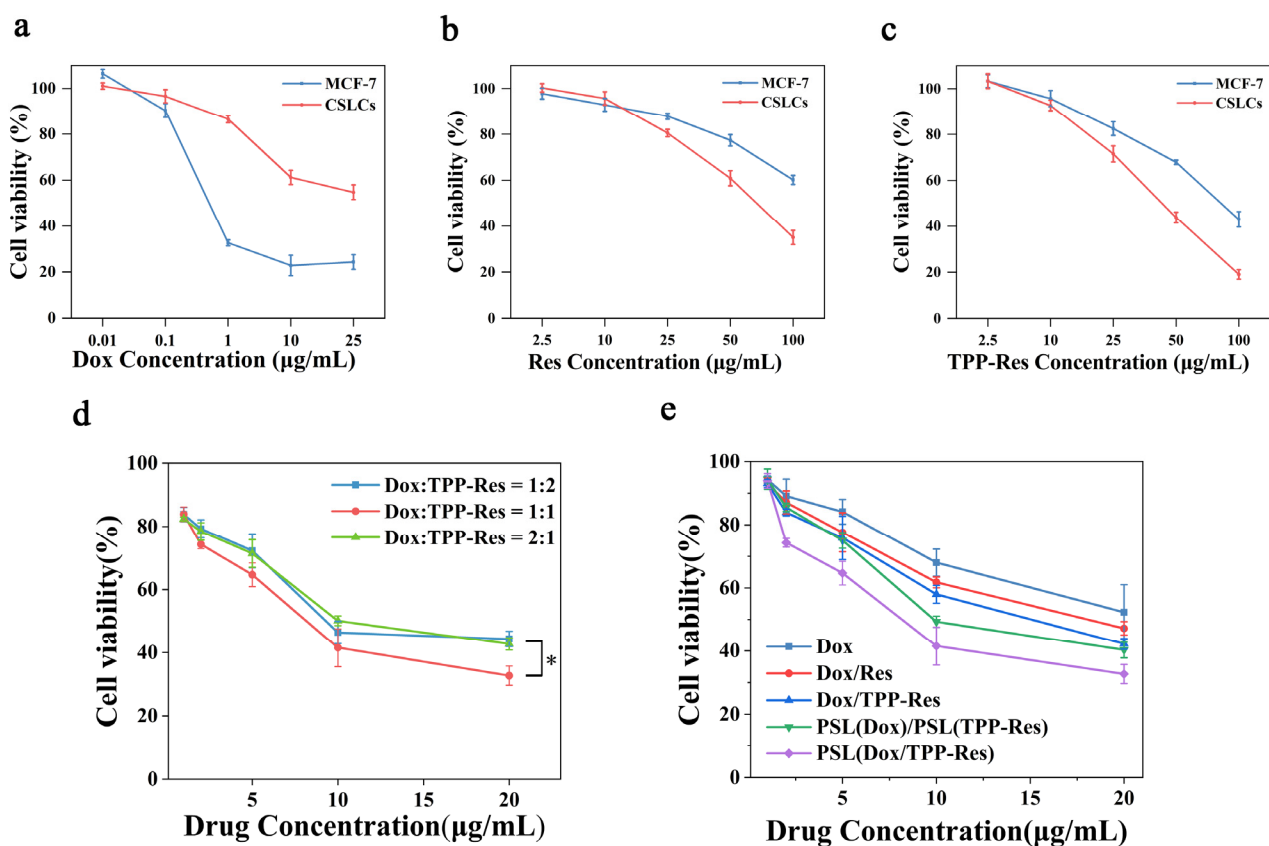 a
Cell viability (%)
100
80
60
40
20
0
MCF-7
CSLCs
0.01 0.1 1 10 25
Dox Concentration (μg/mL)
b
Cell viability (%)
100
80
60
40
20
0
MCF-7
CSLCs
2.5 10 25 50 100
Res Concentration (μg/mL)
c
Cell viability (%)
100
80
60
40
20
0
MCF-7
CSLCs
2.5 10 25 50 100
TPP-Res Concentration (μg/mL)
d
Cell viability(%)
100
80
60
40
20
0
Dox:TPP-Res = 1:2
Dox:TPP-Res = 1:1
Dox:TPP-Res = 2:1
*
5 10 15 20
Drug Concentration(μg/mL)
e
Cell viability(%)
100
80
60
40
20
0
Dox
Dox/Res
Dox/TPP-Res
PSL(Dox)/PSL(TPP-Res)
PSL(Dox/TPP-Res)
5 10 15 20
Drug Concentration(μg/mL)